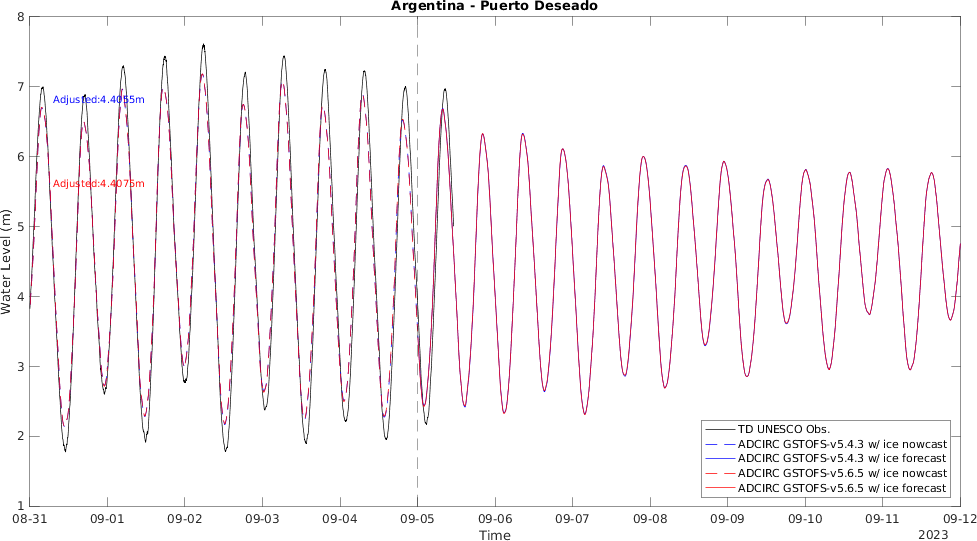 Argentina - Puerto Deseado
8
7
6
5
4
3
2
1
Water Level (m)
Adjusted:4.4055m
Adjusted:4.4075m
TD UNESCO Obs.
ADCIRC GSTOFS-v5.4.3 w/ ice nowcast
ADCIRC GSTOFS-v5.4.3 w/ ice forecast
ADCIRC GSTOFS-v5.6.5 w/ ice nowcast
ADCIRC GSTOFS-v5.6.5 w/ ice forecast
08-31 09-01 09-02 09-03 09-04 09-05 09-06 09-07 09-08 09-09 09-10 09-11 09-12
Time
2023